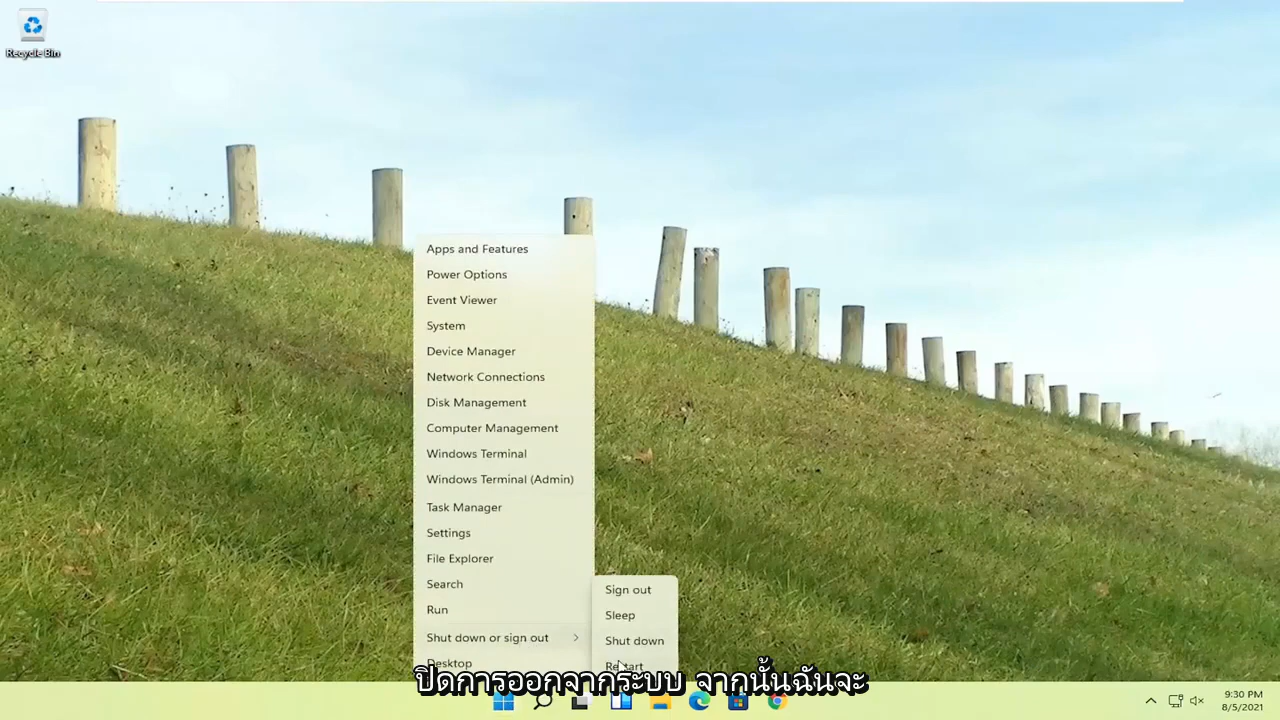 Recycle Bin
Apps and Features
Power Options
Event Viewer
System
Device Manager
Network Connections
Disk Management
Computer Management
Windows Terminal
Windows Terminal (Admin)
Task Manager
Settings
File Explorer
Search
Run
Shut down or sign out
Desktop
Sign out
Sleep
Shut down
Restart
ปิดการออกจากระบบ จากนั้นฉันจะ
9:30 PM
8/5/2021